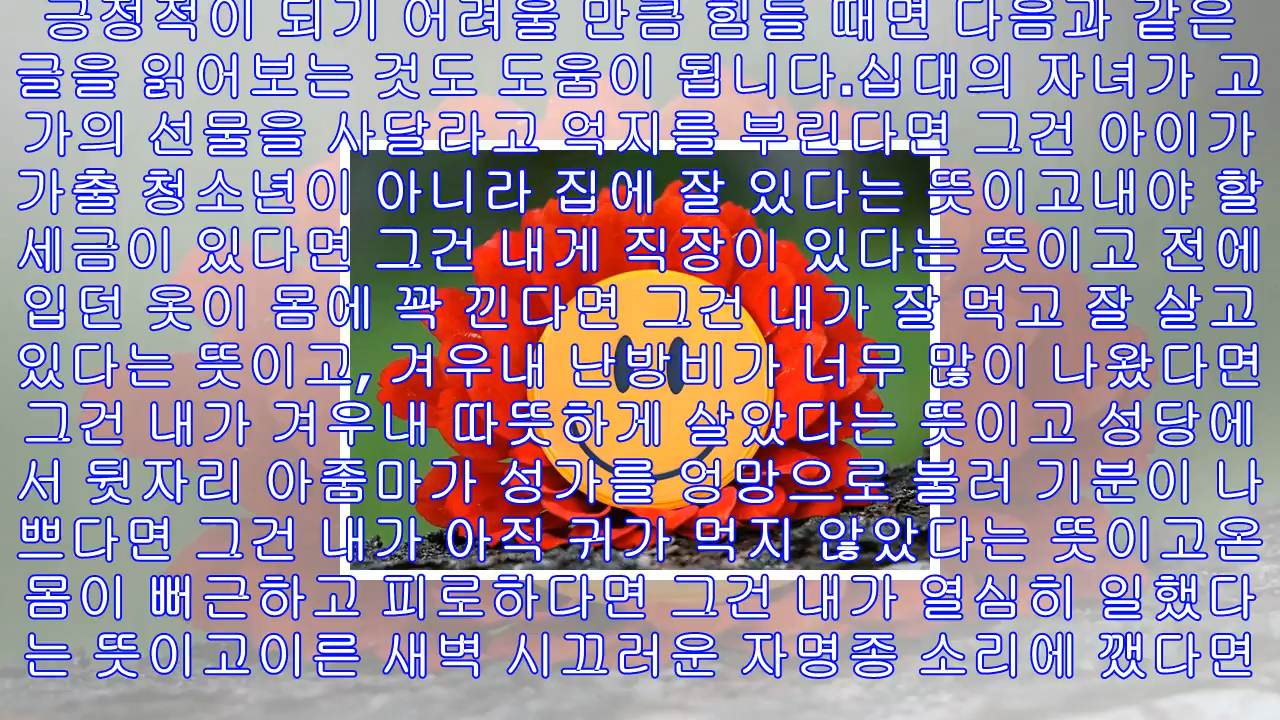 긍정적이 되기 어려울 만큼 힘들 때면 다음과 같은
글을 읽어보는 것도 도움이 됩니다.십대의 자녀가 고
가의 선물을 사달라고 억지를 부린다면 그건 아이가
가출 청소년이 아니라 집에 잘 있다는 뜻이고내야 할
세금이 있다면 그건 내게 직장이 있다는 뜻이고 전에
입던 옷이 몸에 꽉 낀다면 그건 내가 잘 먹고 잘 살고
있다는 뜻이고, 겨우내 난방비가 너무 많이 나왔다면
그건 내가 겨우내 따뜻하게 살았다는 뜻이고 성당에
서 뒷자리 아줌마가 성가를 엉망으로 불러 기분이 나
쁘다면 그건 내가 아직 귀가 먹지 않았다는 뜻이고온
몸이 뻐근하고 피로하다면 그건 내가 열심히 일했다
는 뜻이고이른 새벽 시끄러운 자명종 소리에 깼다면